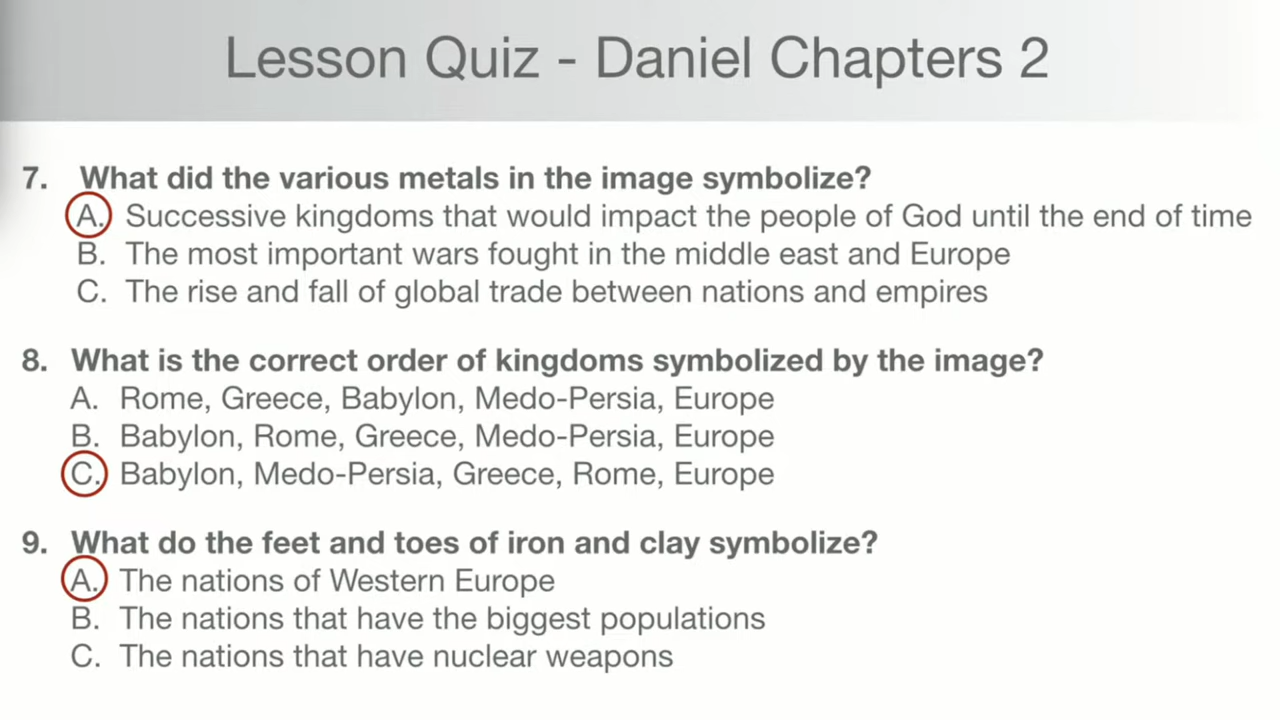 Lesson Quiz - Daniel Chapters 2
7. What did the various metals in the image symbolize?
A. Successive kingdoms that would impact the people of God until the end of time
B. The most important wars fought in the middle east and Europe
C. The rise and fall of global trade between nations and empires
8. What is the correct order of kingdoms symbolized by the image?
A. Rome, Greece, Babylon, Medo-Persia, Europe
B. Babylon, Rome, Greece, Medo-Persia, Europe
C. Babylon, Medo-Persia, Greece, Rome, Europe
9. What do the feet and toes of iron and clay symbolize?
A. The nations of Western Europe
B. The nations that have the biggest populations
C. The nations that have nuclear weapons